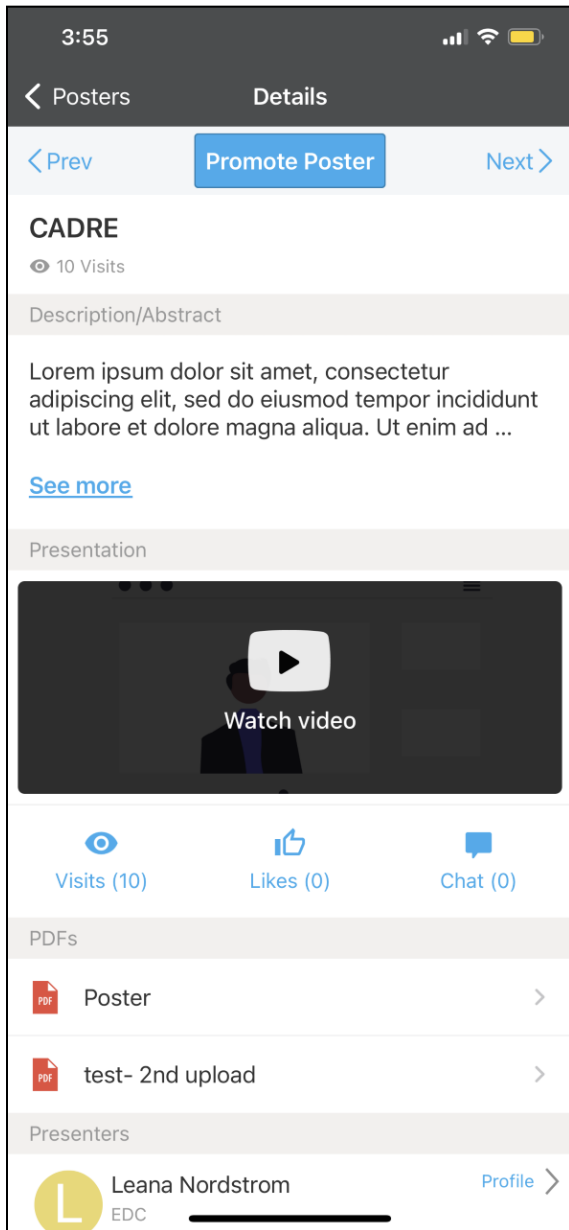 3:55
Posters Details
Prev Promote Poster Next
CADRE
10 Visits
Description/Abstract
Lorem ipsum dolor sit amet, consectetur
adipiscing elit, sed do eiusmod tempor incididunt
ut labore et dolore magna aliqua. Ut enim ad ...
See more
Presentation
Watch video
Visits (10) Likes (0) Chat (0)
PDFs
PDF Poster
PDF test- 2nd upload
Presenters
L Leana Nordstrom Profile
EDC